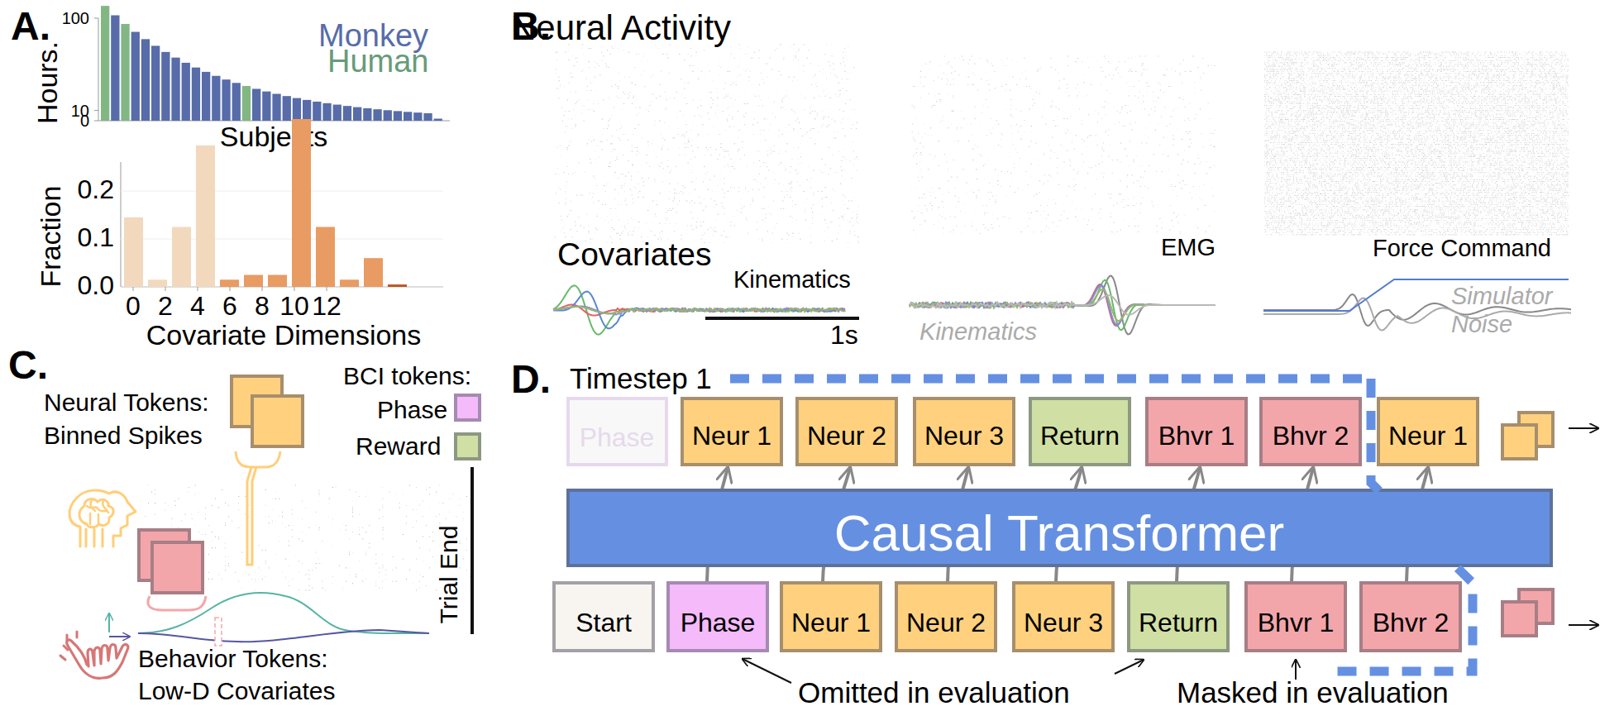 A.
100
10
0
Hours.
Monkey
Human
Subjects
0.2
0.1
0.0
Fraction
0 2 4 6 8 10 12
Covariate Dimensions
B.
Neural Activity
Covariates
Kinematics
1s
EMG
Kinematics
Force Command
Simulator
Noise
C.
Neural Tokens:
Binned Spikes
BCI tokens:
Phase
Reward
Trial End
Behavior Tokens:
Low-D Covariates
D.
Timestep 1
Phase Neur 1 Neur 2 Neur 3 Return Bhvr 1 Bhvr 2 Neur 1
Causal Transformer
Start Phase Neur 1 Neur 2 Neur 3 Return Bhvr 1 Bhvr 2
Omitted in evaluation Masked in evaluation